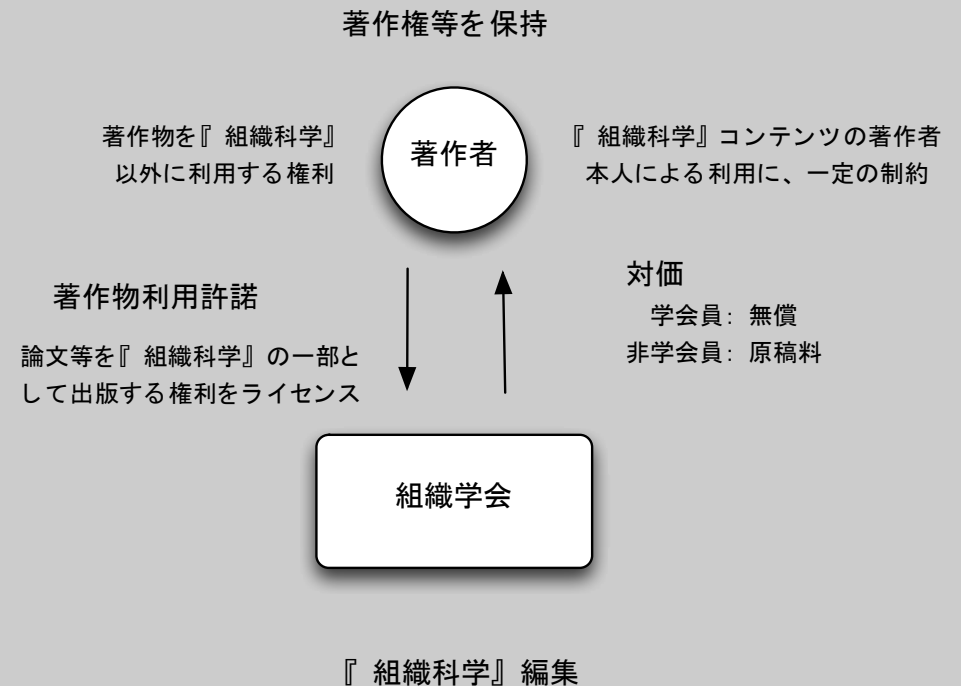 著作権等を保持
著作物を『組織科学』
以外に利用する権利
著作者
『組織科学』コンテンツの著作者
本人による利用に、一定の制約
著作物利用許諾
論文等を『組織科学』の一部と
して出版する権利をライセンス
対価
学会員：無償
非学会員：原稿料
組織学会
『組織科学』編集